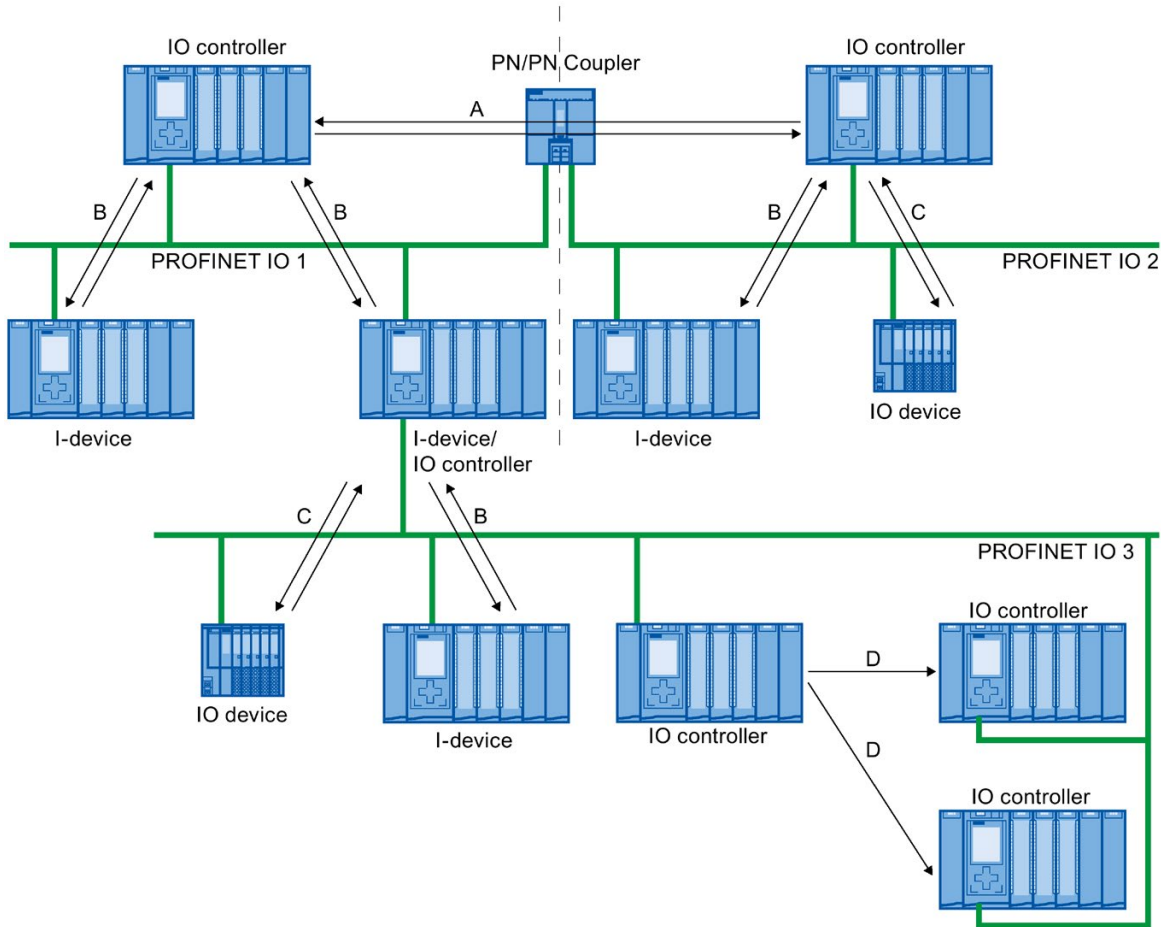 IO controller
PN/PN Coupler
IO controller
A
B
B
B
C
PROFINET IO 1
PROFINET IO 2
I-device
I-device/
IO controller
I-device
IO device
C
B
PROFINET IO 3
IO controller
D
IO device
I-device
IO controller
D
IO controller